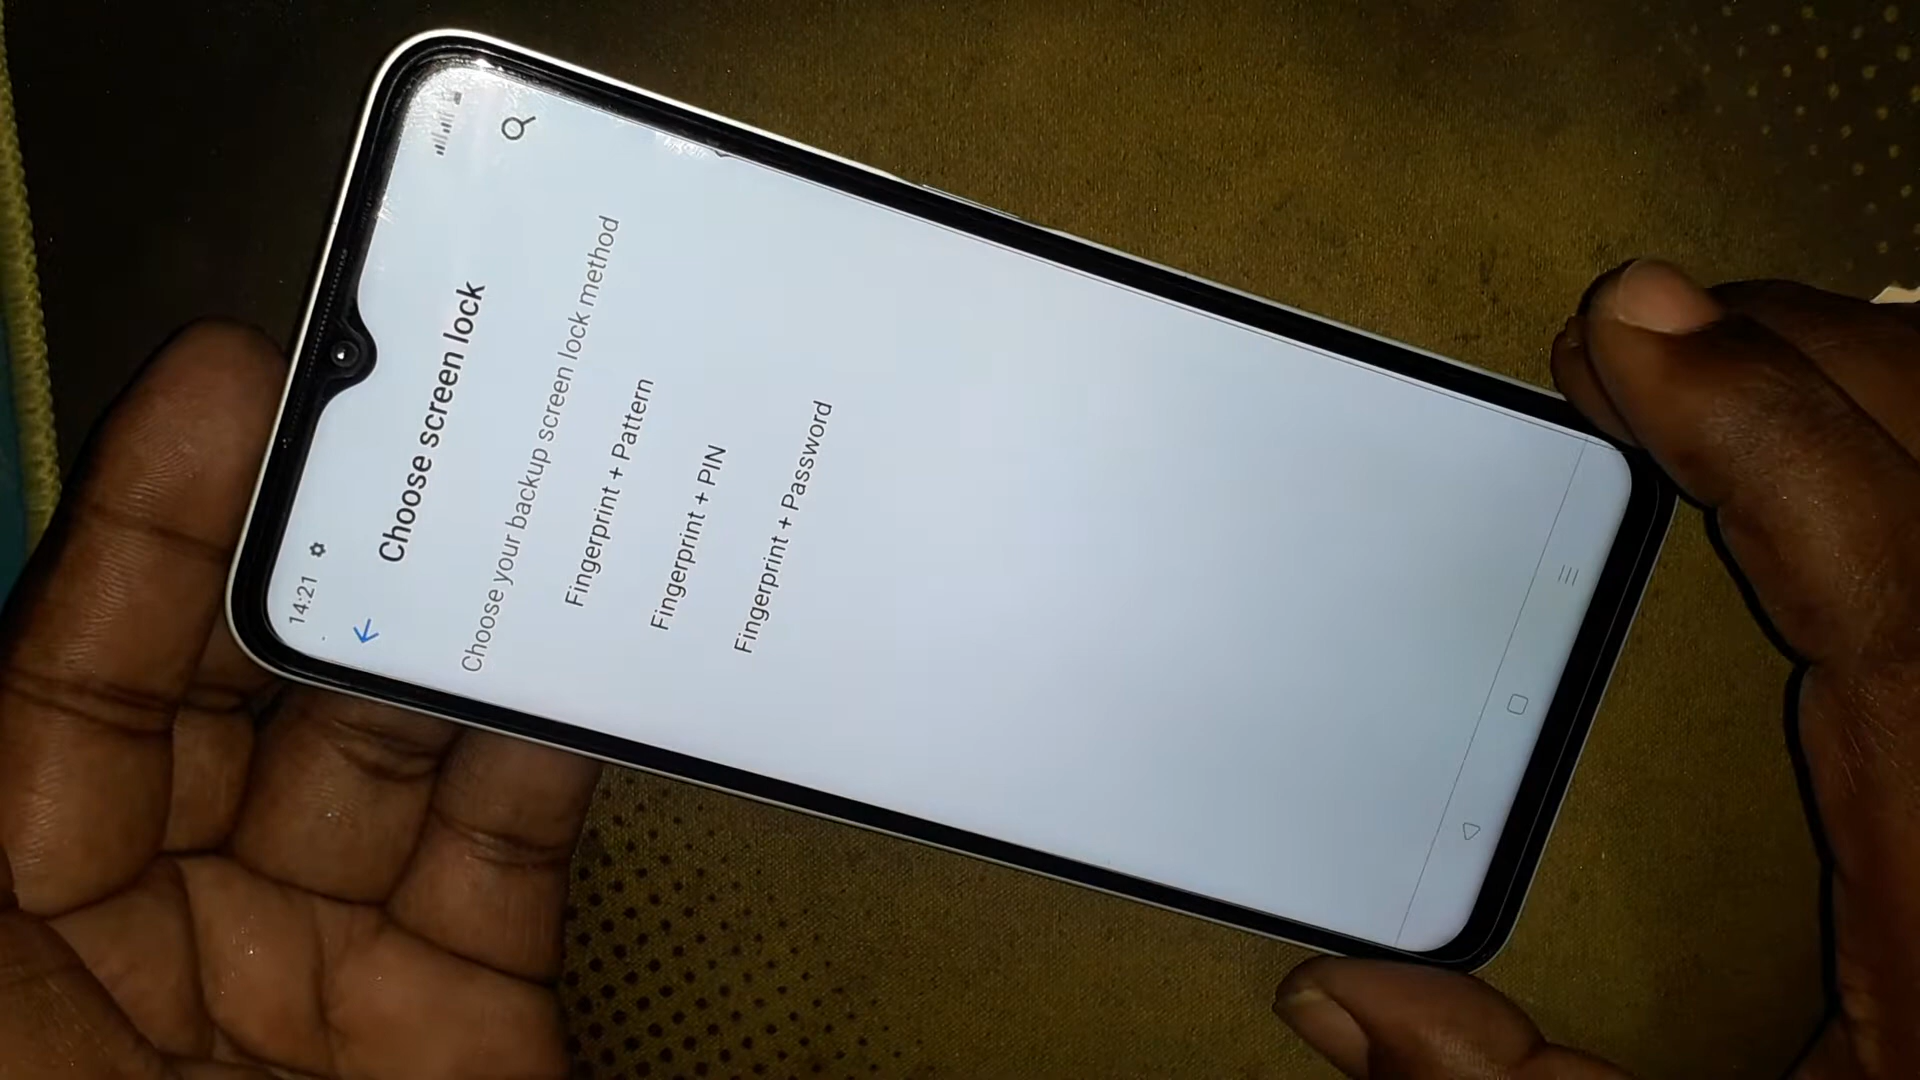 14:21
Choose screen lock
Choose your backup screen lock method
Fingerprint + Pattern
Fingerprint + PIN
Fingerprint + Password